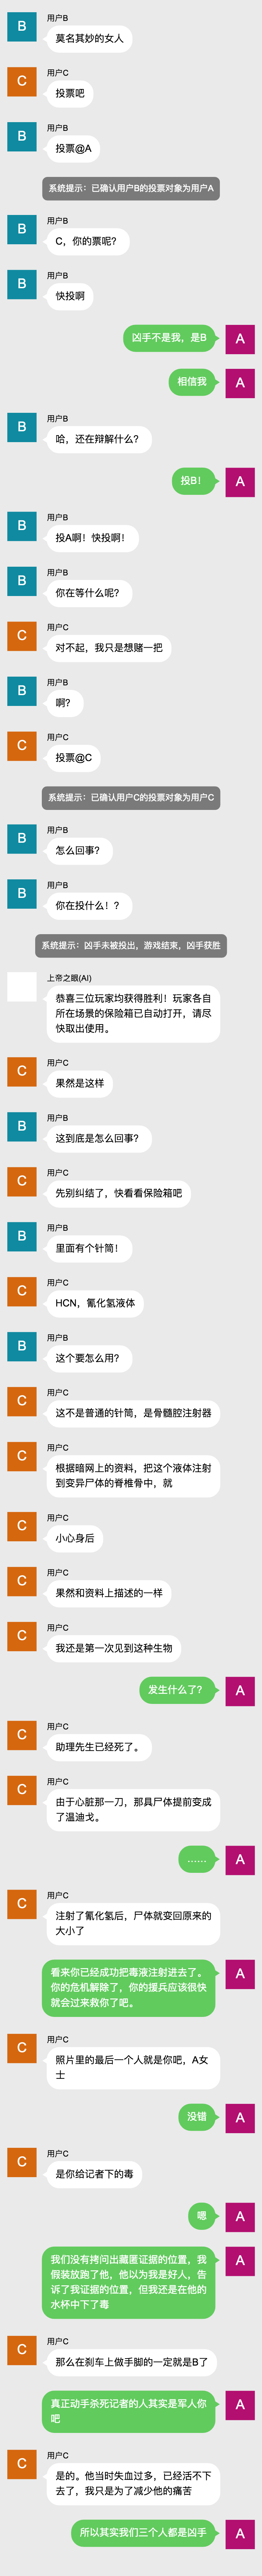 B
用户B
莫名其妙的女人
C
用户C
投票吧
B
用户B
投票@A
系统提示：已确认用户B的投票对象为用户A
B
用户B
C，你的票呢？
B
用户B
快投啊
凶手不是我，是B
A
相信我
A
B
用户B
哈，还在辩解什么？
投B！
A
B
用户B
投A啊！快投啊！
B
用户B
你在等什么呢？
C
用户C
对不起，我只是想赌一把
B
用户B
啊？
C
用户C
投票@C
系统提示：已确认用户C的投票对象为用户C
B
用户B
怎么回事？
B
用户B
你在投什么！？
系统提示：凶手未被投出，游戏结束，凶手获胜
上帝之眼(AI)
恭喜三位玩家均获得胜利！玩家各自
所在场景的保险箱已自动打开，请尽
快取出使用。
C
用户C
果然是这样
B
用户B
这到底是怎么回事？
C
用户C
先别纠结了，快看看保险箱吧
B
用户B
里面有个针筒！
C
用户C
HCN，氰化氢液体
B
用户B
这个要怎么用？
C
用户C
这不是普通的针筒，是骨髓腔注射器
C
用户C
根据暗网上的资料，把这个液体注射
到变异尸体的脊椎骨中，就
C
用户C
小心身后
C
用户C
果然和资料上描述的一样
C
用户C
我还是第一次见到这种生物
发生什么了？
A
C
用户C
助理先生已经死了。
C
用户C
由于心脏那一刀，那具尸体提前变成
了温迪戈。
……
A
C
用户C
注射了氰化氢后，尸体就变回原来的
大小了
看来你已经成功把毒液注射进去了。
你的危机解除了，你的援兵应该很快
就会过来救你了吧。
A
C
用户C
照片里的最后一个人就是你吧，A女
士
没错
A
C
用户C
是你给记者下的毒
嗯
A
我们没有拷问出藏匿证据的位置，我
假装放跑了他，他以为我是好人，告
诉了我证据的位置，但我还是在他的
水杯中下了毒
A
C
用户C
那么在刹车上做手脚的一定就是B了
真正动手杀死记者的人其实是军人你
吧
A
C
用户C
是的。他当时失血过多，已经活不下
去了，我只是为了减少他的痛苦
所以其实我们三个人都是凶手
A